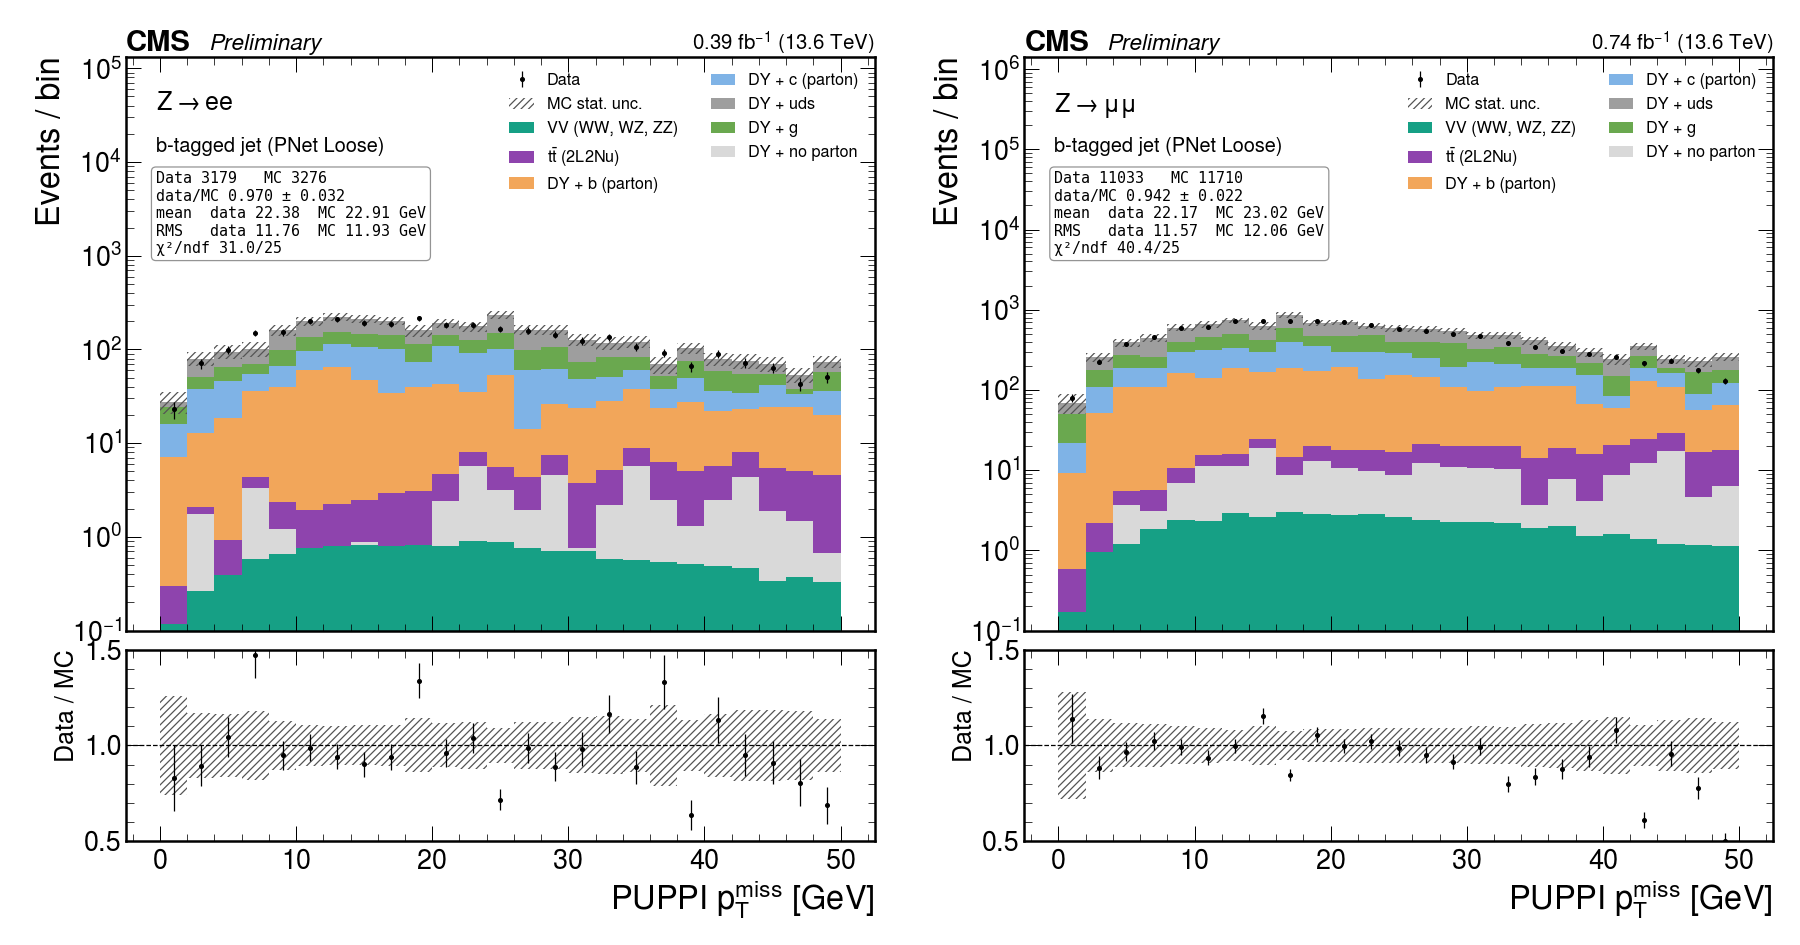 CMS Preliminary 0.39 fb⁻¹ (13.6 TeV)
Events / bin
10⁵
10⁴
10³
10²
10¹
10⁰
10⁻¹
Z → ee
b-tagged jet (PNet Loose)
Data 3179 MC 3276
data/MC 0.970 ± 0.032
mean data 22.38 MC 22.91 GeV
RMS data 11.76 MC 11.93 GeV
χ²/ndf 31.0/25
Data
MC stat. unc.
VV (WW, WZ, ZZ)
tt̄ (2L2Nu)
DY + b (parton)
DY + c (parton)
DY + uds
DY + g
DY + no parton
Data / MC
1.5
1.0
0.5
0 10 20 30 40 50
PUPPI p_T^miss [GeV]
CMS Preliminary 0.74 fb⁻¹ (13.6 TeV)
Events / bin
10⁶
10⁵
10⁴
10³
10²
10¹
10⁰
10⁻¹
Z → μμ
b-tagged jet (PNet Loose)
Data 11033 MC 11710
data/MC 0.942 ± 0.022
mean data 22.17 MC 23.02 GeV
RMS data 11.57 MC 12.06 GeV
χ²/ndf 40.4/25
Data
MC stat. unc.
VV (WW, WZ, ZZ)
tt̄ (2L2Nu)
DY + b (parton)
DY + c (parton)
DY + uds
DY + g
DY + no parton
Data / MC
1.5
1.0
0.5
0 10 20 30 40 50
PUPPI p_T^miss [GeV]